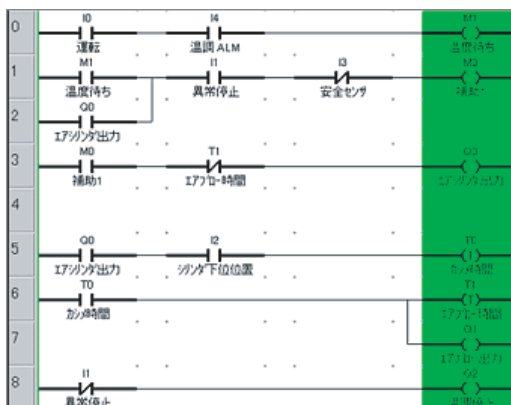 0 I0 I4 M1
運転 温調 ALM 温度待ち
1 M1 I1 I3 M0
温度待ち 異常停止 安全センサ 補助1
2 Q0
エアシリンダ出力
3 M0 T1 Q0
補助1 エアブロー時間 エアシリンダ出力
4
5 Q0 I2 T0
エアシリンダ出力 シリンダ下位位置 T カシメ時間
6 T0 T1
カシメ時間 T エアブロー時間
7 Q1
エアブロー出力
8 I1 Q2
異常停止